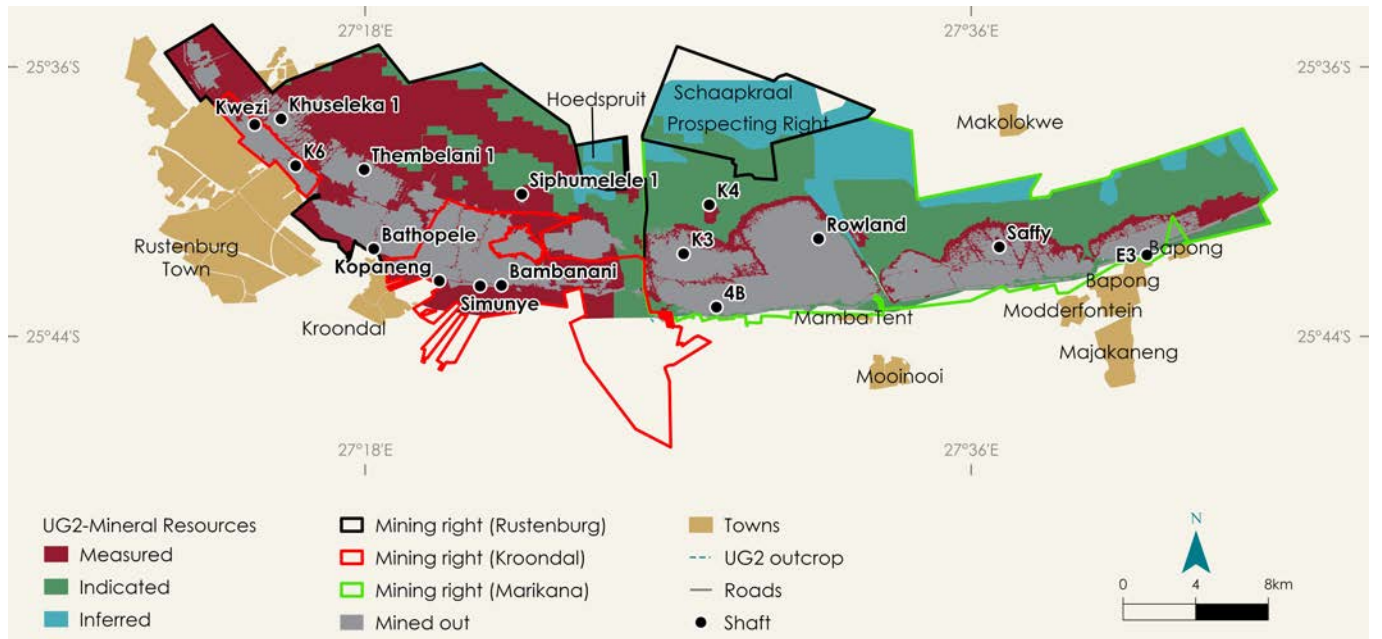 27°18'E
27°36'E
25°36'S
25°36'S
Hoedspruit
Schaapkraal
Prospecting Right
Makolokwe
Kwezi
Khuseleka 1
K6
Thembelani 1
Siphumelele 1
K4
Rustenburg
Town
Bathopele
K3
Rowland
Saffy
E3
Bapong
Kopaneng
Bambanani
Simunye
4B
Bapong
Kroondal
Mamba Tent
Modderfontein
25°44'S
25°44'S
Majakaneng
Mooinooi
27°18'E
27°36'E
UG2-Mineral Resources
Measured
Indicated
Inferred
Mining right (Rustenburg)
Mining right (Kroondal)
Mining right (Marikana)
Mined out
Towns
UG2 outcrop
Roads
Shaft
N
0 4 8km